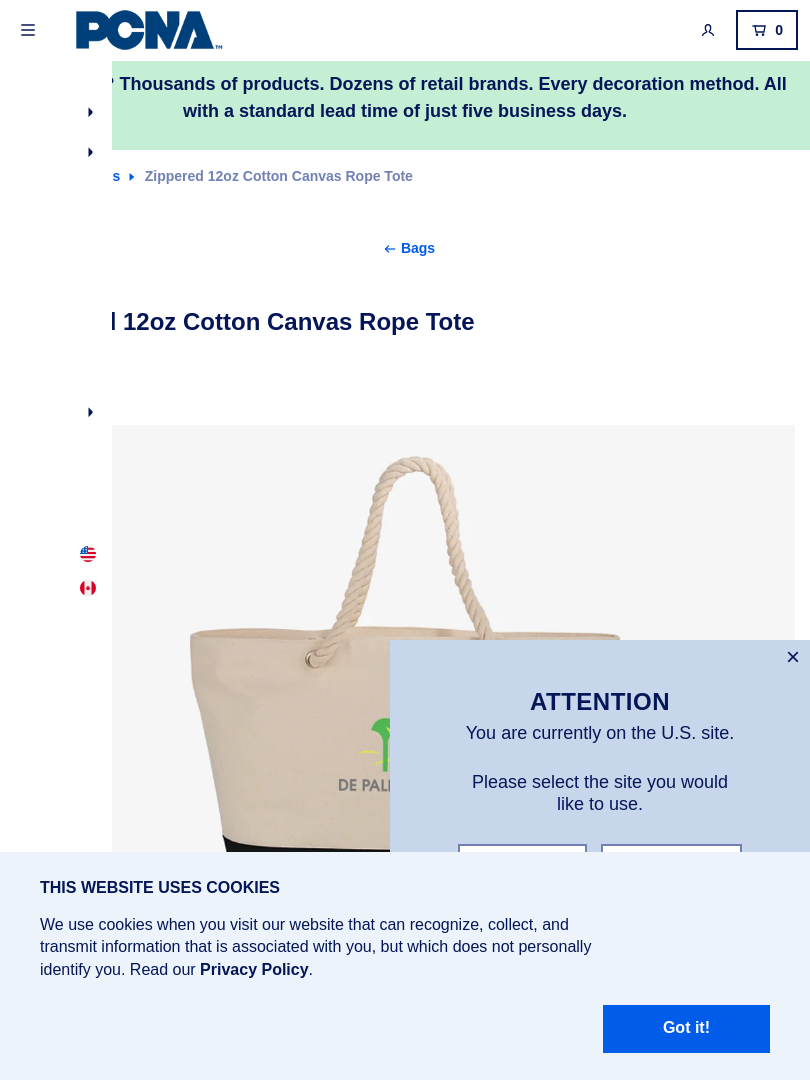 PCNA™
0
Thousands of products. Dozens of retail brands. Every decoration method. All
with a standard lead time of just five business days.
Zippered 12oz Cotton Canvas Rope Tote
← Bags
12oz Cotton Canvas Rope Tote
ATTENTION
You are currently on the U.S. site.
Please select the site you would
like to use.
THIS WEBSITE USES COOKIES
We use cookies when you visit our website that can recognize, collect, and
transmit information that is associated with you, but which does not personally
identify you. Read our Privacy Policy.
Got it!